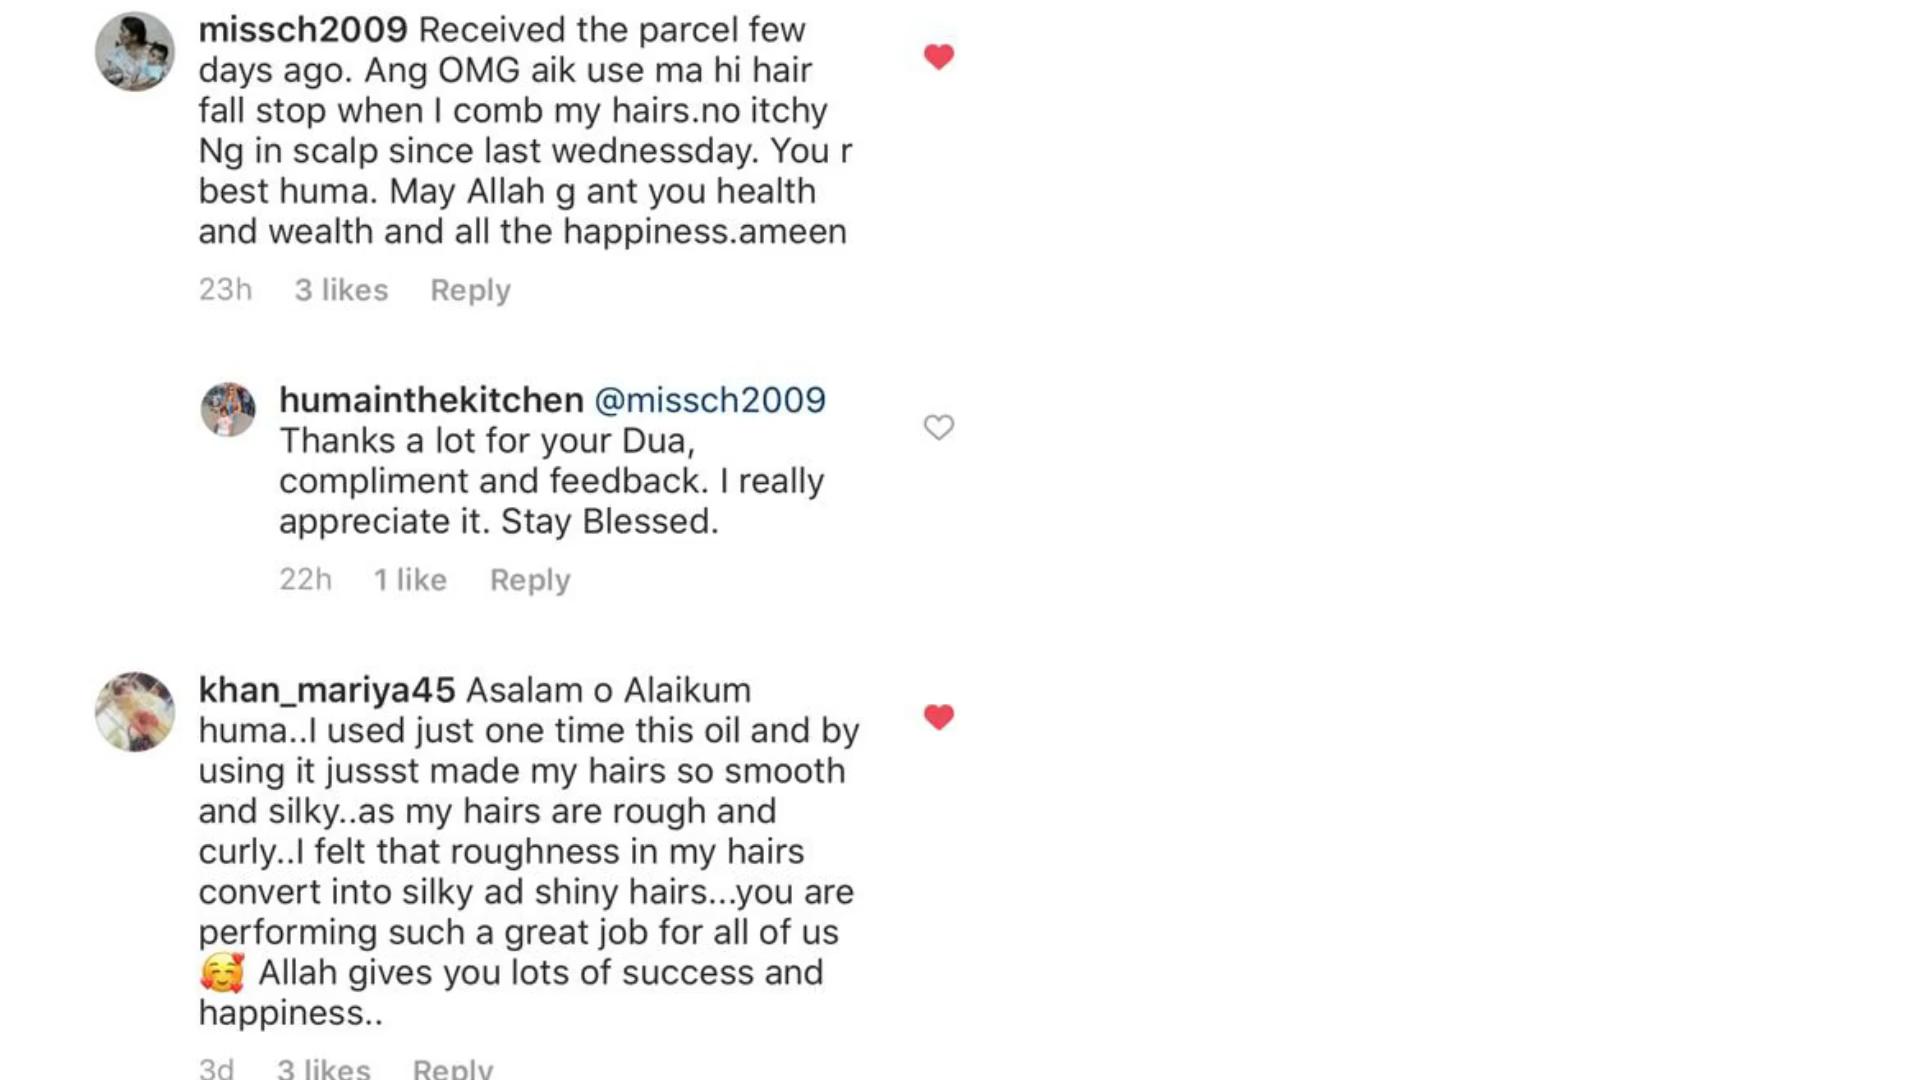 missch2009 Received the parcel few
days ago. Ang OMG aik use ma hi hair
fall stop when I comb my hairs.no itchy
Ng in scalp since last wednessday. You r
best huma. May Allah g ant you health
and wealth and all the happiness.ameen
23h 3 likes Reply
humainthekitchen @missch2009
Thanks a lot for your Dua,
compliment and feedback. I really
appreciate it. Stay Blessed.
22h 1 like Reply
khan_mariya45 Asalam o Alaikum
huma..I used just one time this oil and by
using it jussst made my hairs so smooth
and silky..as my hairs are rough and
curly..I felt that roughness in my hairs
convert into silky ad shiny hairs...you are
performing such a great job for all of us
🥰 Allah gives you lots of success and
happiness..
3d 3 likes Reply